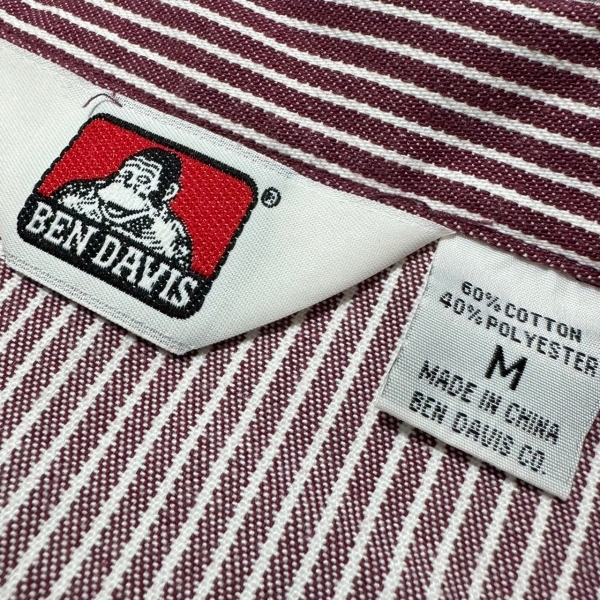 BEN DAVIS
®
60% COTTON
40% POLYESTER
M
MADE IN CHINA
BEN DAVIS CO.